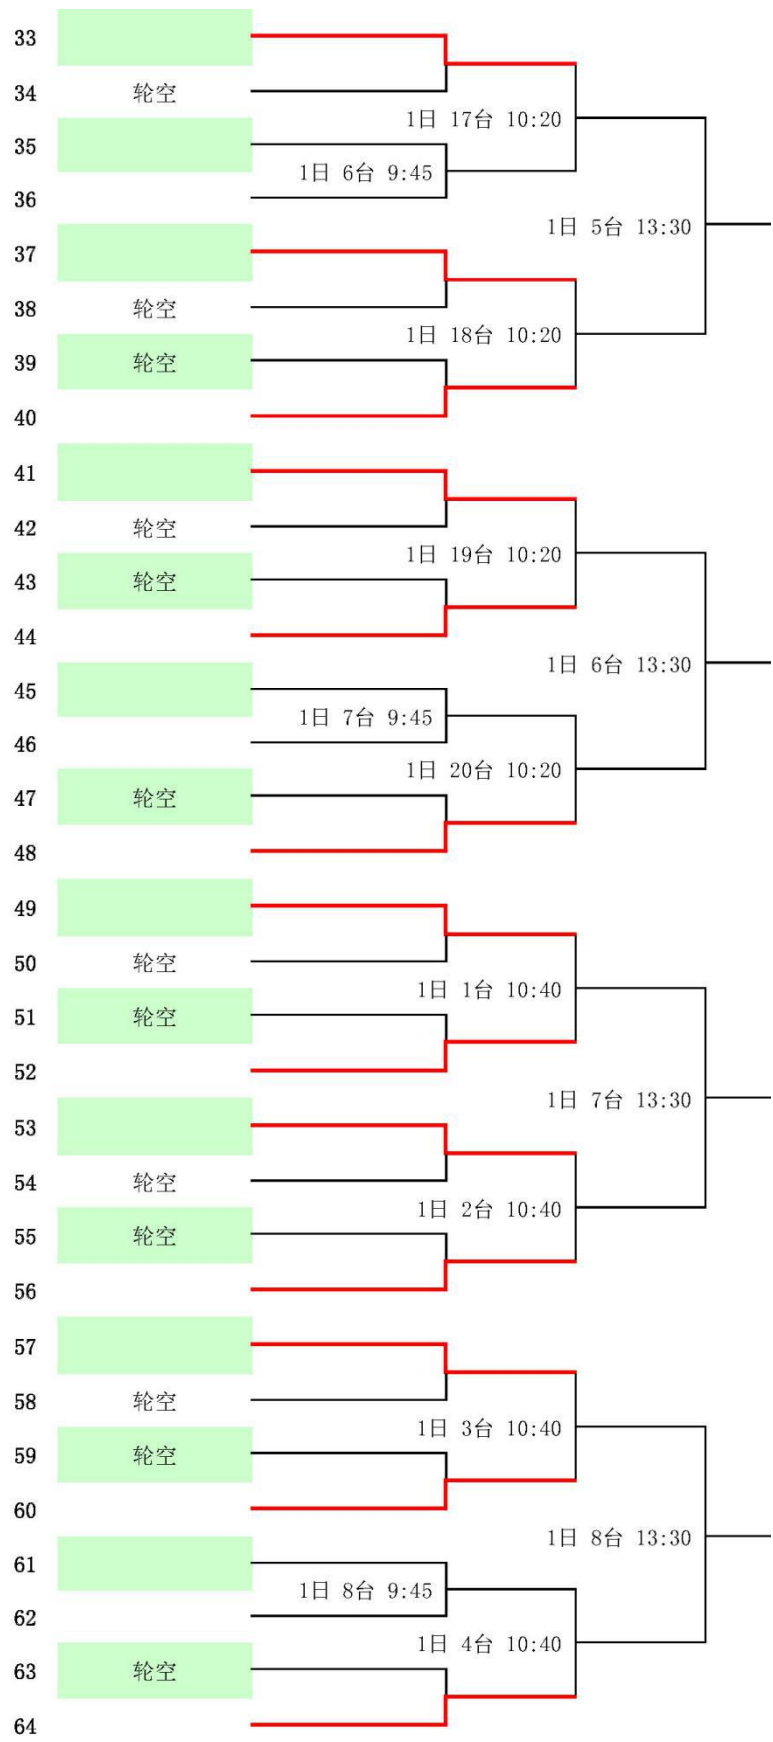 33
34 轮空
1日 17台 10:20
35
1日 6台 9:45
36
1日 5台 13:30
37
38 轮空
1日 18台 10:20
39 轮空
40
41
42 轮空
1日 19台 10:20
43 轮空
44
1日 6台 13:30
45
1日 7台 9:45
46
1日 20台 10:20
47 轮空
48
49
50 轮空
1日 1台 10:40
51 轮空
52
1日 7台 13:30
53
54 轮空
1日 2台 10:40
55 轮空
56
57
58 轮空
1日 3台 10:40
59 轮空
60
1日 8台 13:30
61
1日 8台 9:45
62
1日 4台 10:40
63 轮空
64